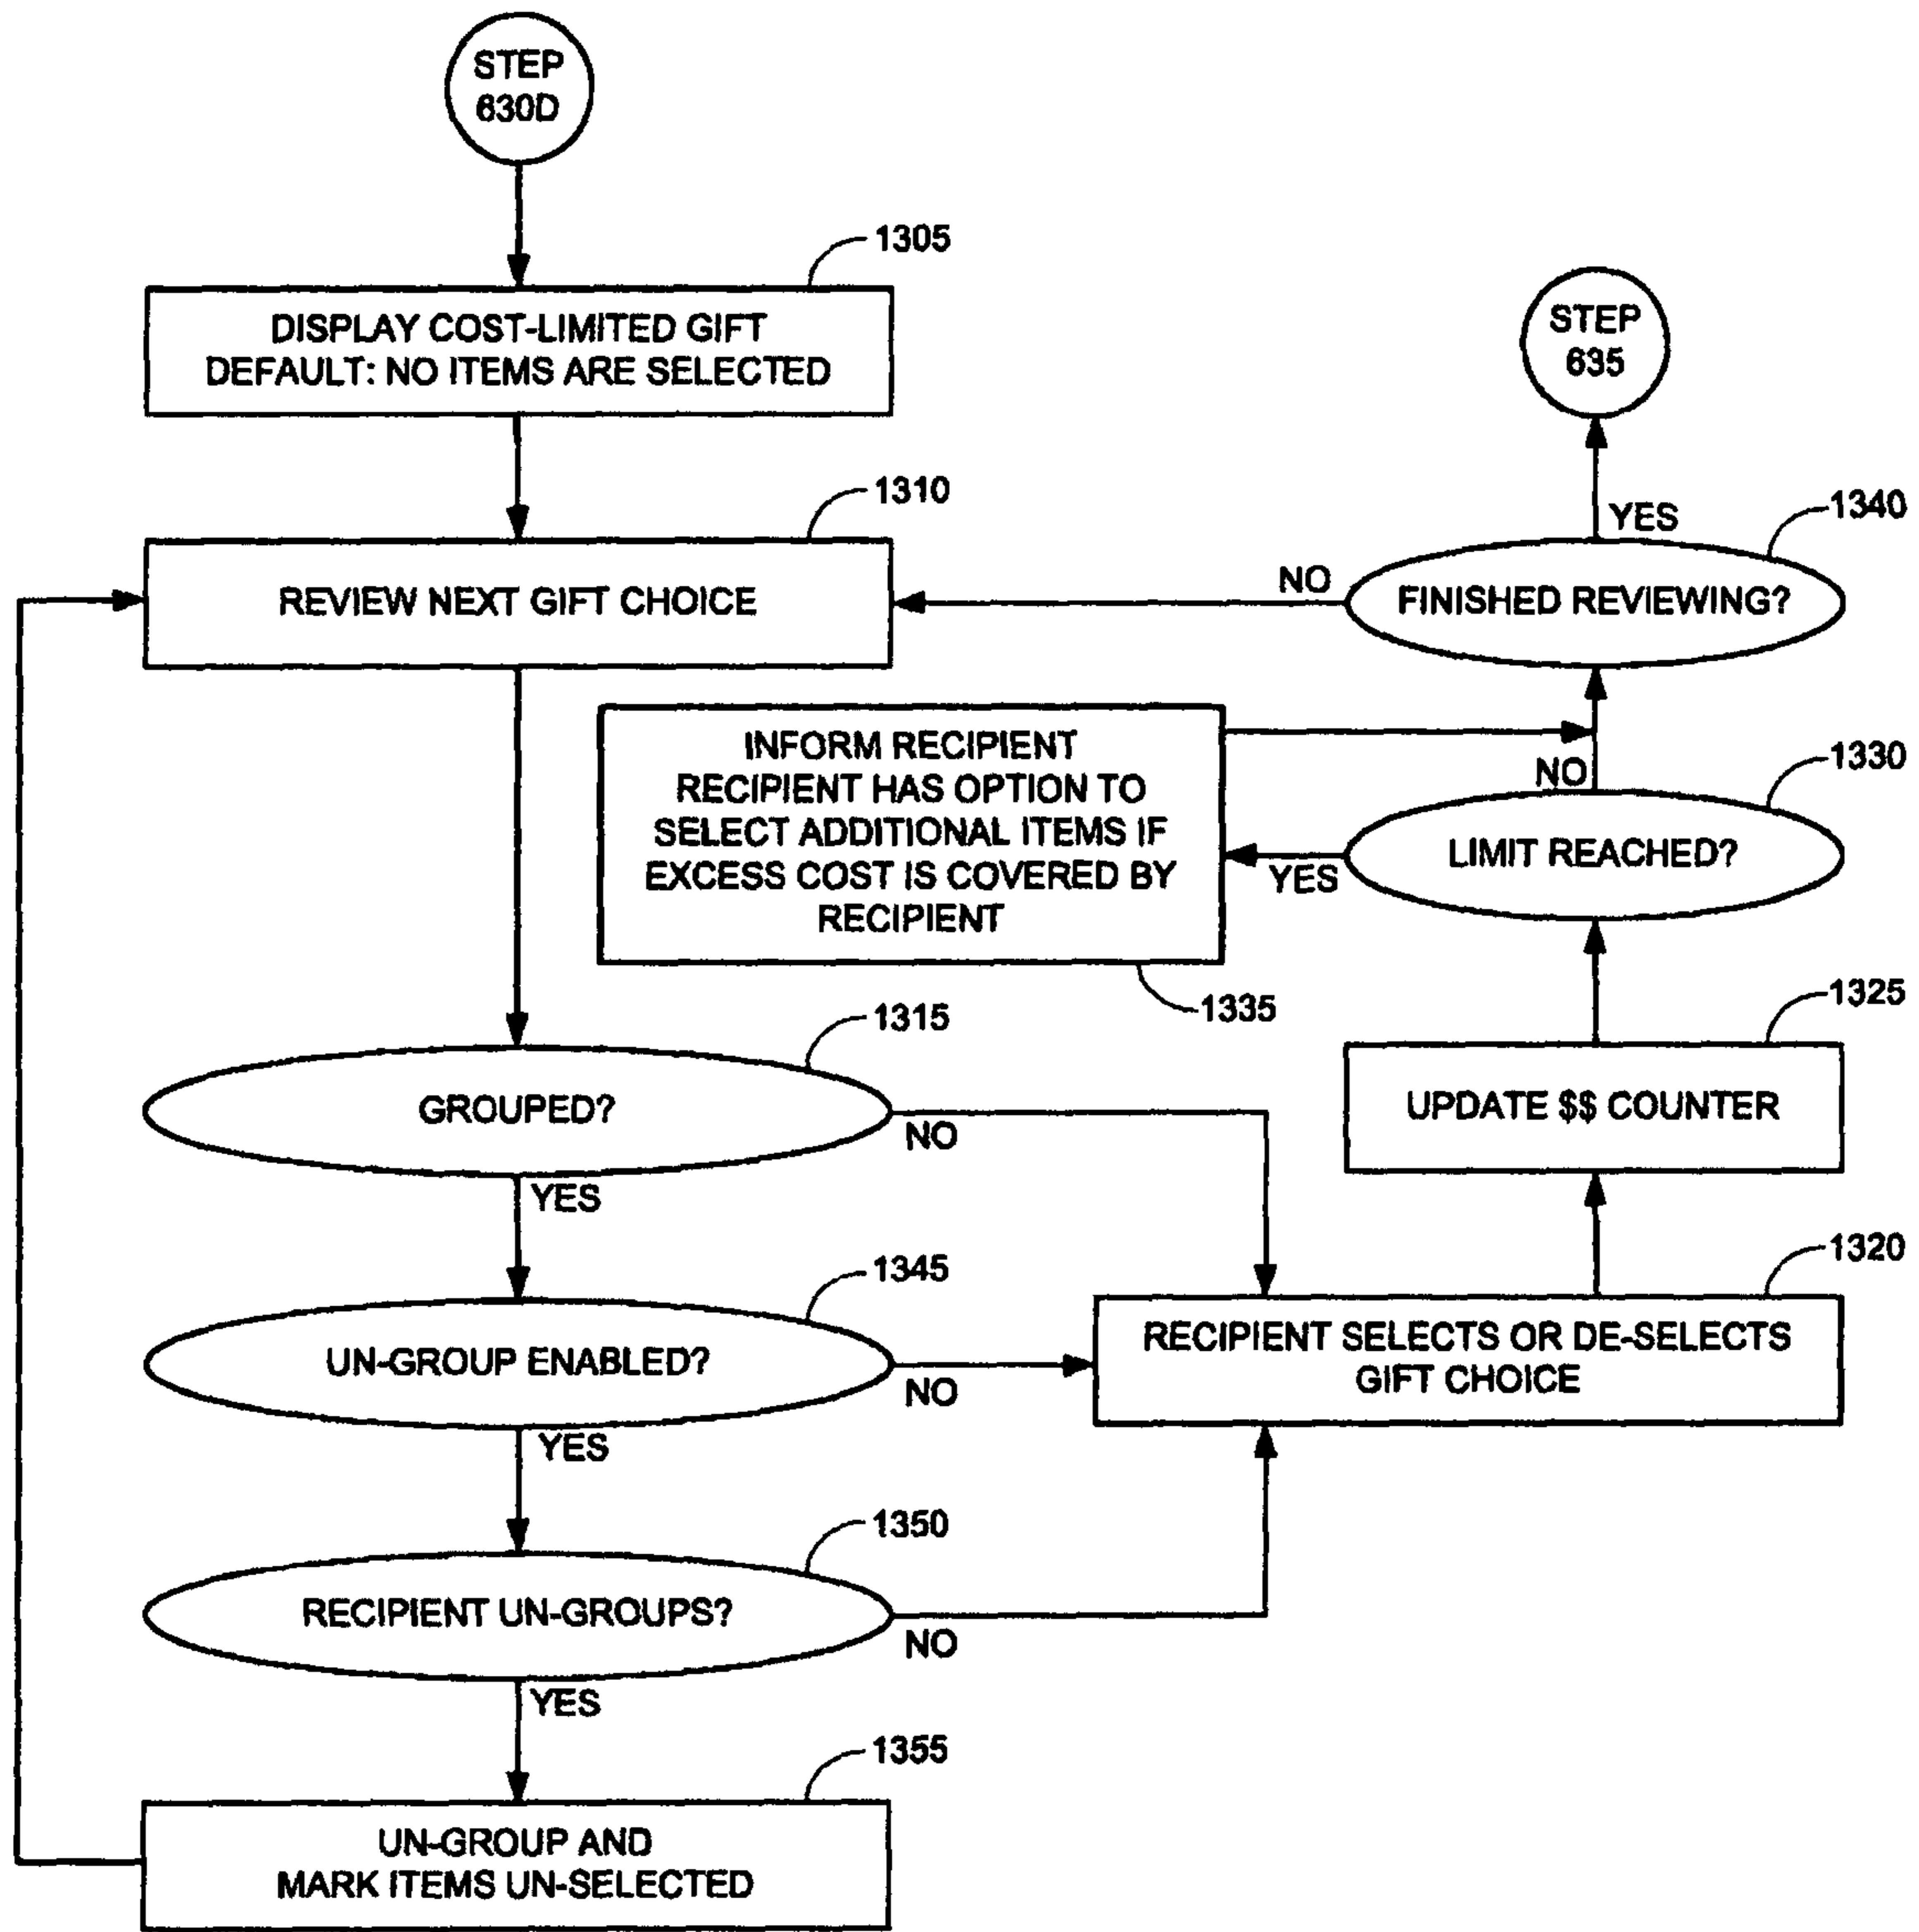 STEP
630D
1305
DISPLAY COST-LIMITED GIFT
DEFAULT: NO ITEMS ARE SELECTED
STEP
635
1310
REVIEW NEXT GIFT CHOICE
YES
1340
NO
FINISHED REVIEWING?
INFORM RECIPIENT
RECIPIENT HAS OPTION TO
SELECT ADDITIONAL ITEMS IF
EXCESS COST IS COVERED BY
RECIPIENT
1335
NO
1330
LIMIT REACHED?
YES
1325
UPDATE $$ COUNTER
1315
GROUPED?
NO
YES
1320
RECIPIENT SELECTS OR DE-SELECTS
GIFT CHOICE
1345
UN-GROUP ENABLED?
NO
YES
1350
RECIPIENT UN-GROUPS?
NO
YES
1355
UN-GROUP AND
MARK ITEMS UN-SELECTED